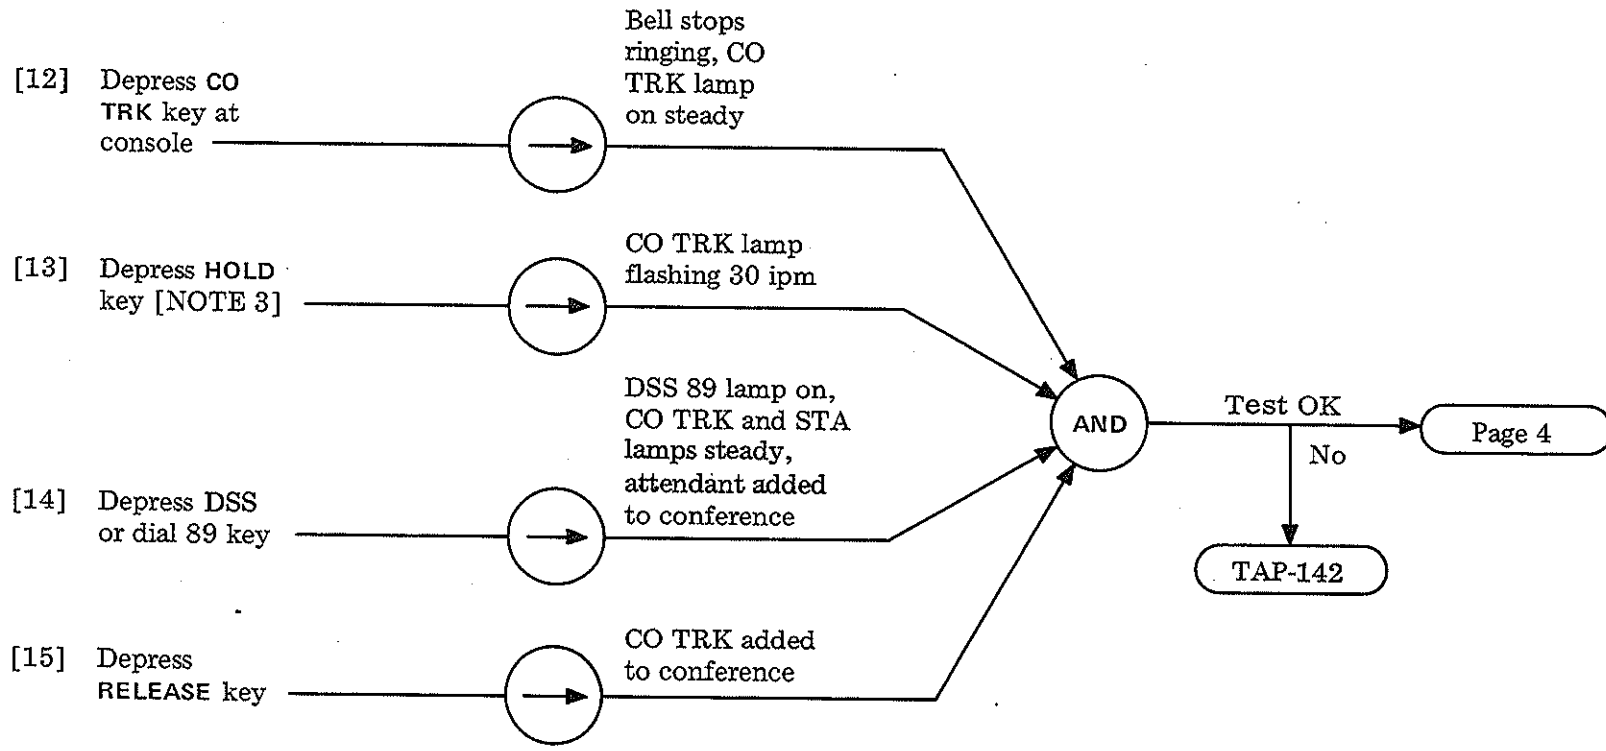 [12] Depress CO
TRK key at
console
Bell stops
ringing, CO
TRK lamp
on steady
[13] Depress HOLD
key [NOTE 3]
CO TRK lamp
flashing 30 ipm
[14] Depress DSS
or dial 89 key
DSS 89 lamp on,
CO TRK and STA
lamps steady,
attendant added
to conference
[15] Depress
RELEASE key
CO TRK added
to conference
AND
Test OK
No
Page 4
TAP-142